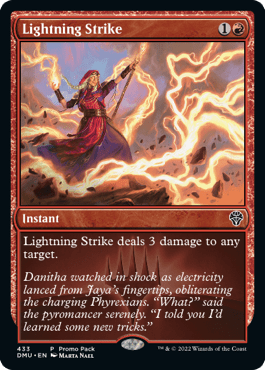 Lightning Strike
1
Instant
Lightning Strike deals 3 damage to any
target.
Danitha watched in shock as electricity
lanced from Jaya's fingertips, obliterating
the charging Phyrexians. "What?" said
the pyromancer serenely. "I told you I'd
learned some new tricks."
433 P Promo Pack
DMU • EN Marta Nael
™ & © 2022 Wizards of the Coast